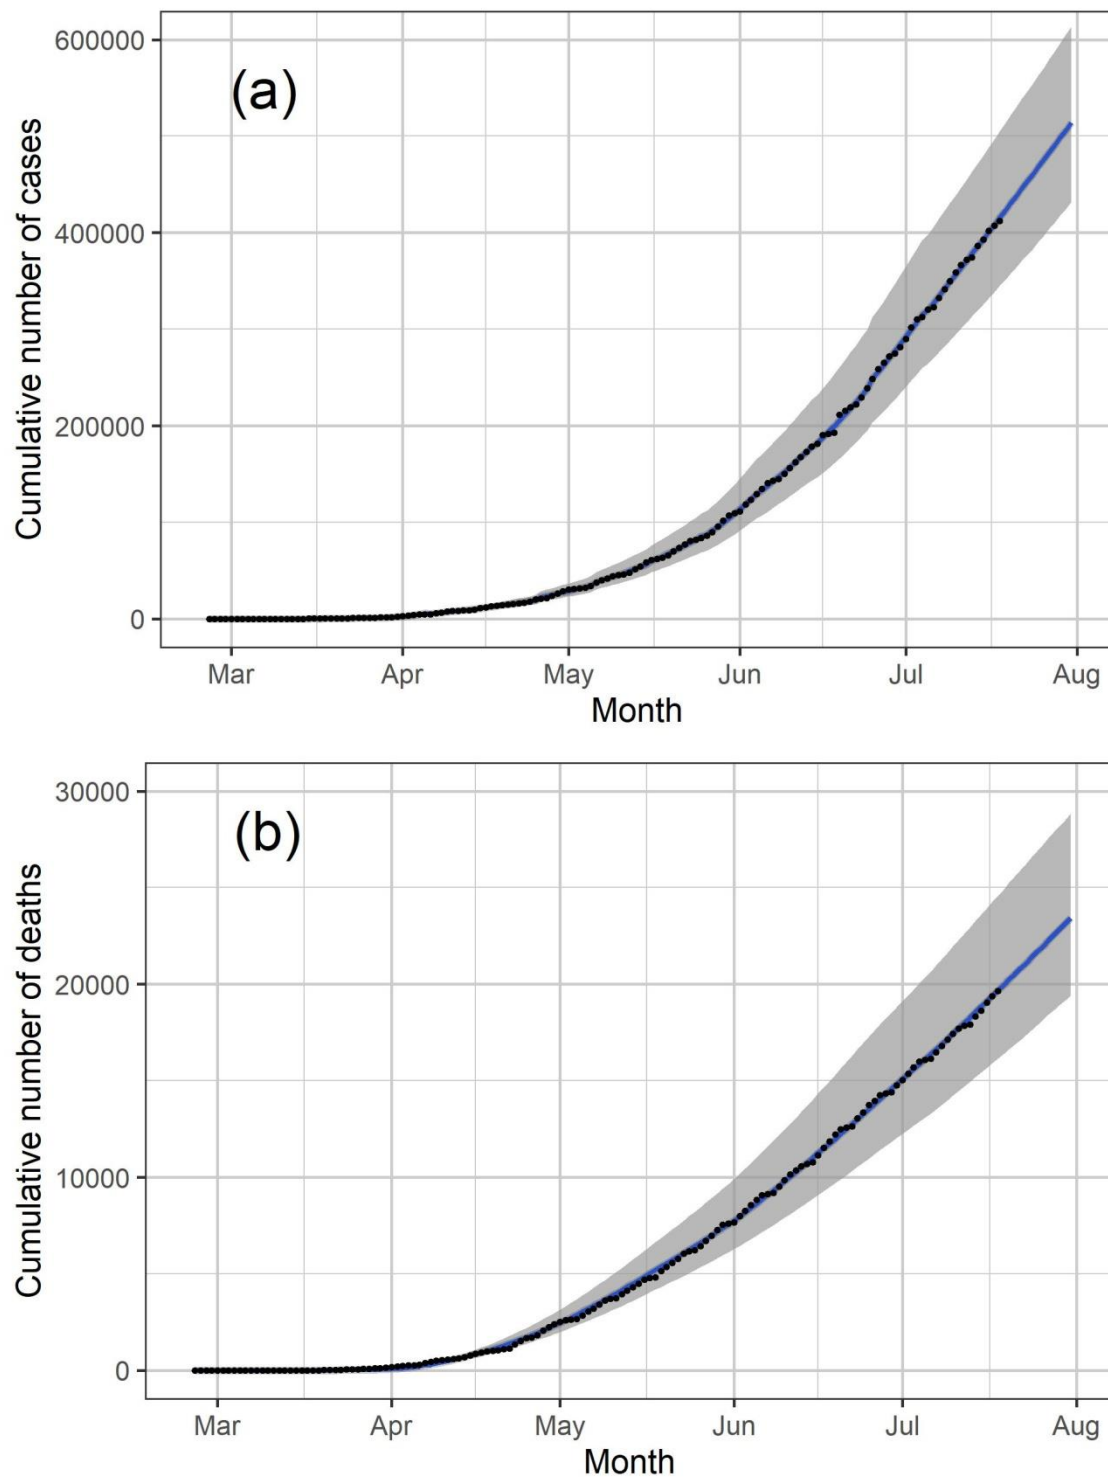 (a)
Cumulative number of cases
600000
400000
200000
0
Mar Apr May Jun Jul Aug
Month
(b)
Cumulative number of deaths
30000
20000
10000
0
Mar Apr May Jun Jul Aug
Month